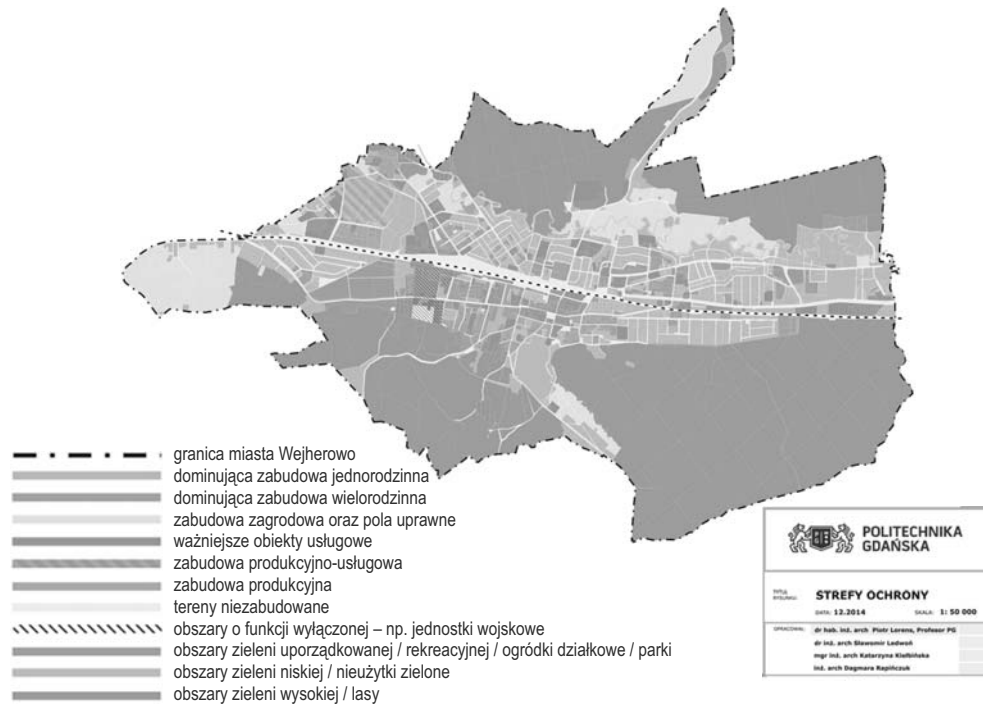 granica miasta Wejherowo
dominująca zabudowa jednorodzinna
dominująca zabudowa wielorodzinna
zabudowa zagrodowa oraz pola uprawne
ważniejsze obiekty usługowe
zabudowa produkcyjno-usługowa
zabudowa produkcyjna
tereny niezabudowane
obszary o funkcji wyłączonej – np. jednostki wojskowe
obszary zieleni uporządkowanej / rekreacyjnej / ogródki działkowe / parki
obszary zieleni niskiej / nieużytki zielone
obszary zieleni wysokiej / lasy
POLITECHNIKA
GDAŃSKA
TYTUŁ
RYSUNKU:
STREFY OCHRONY
DATA: 12.2014 SKALA: 1: 50 000
OPRACOWAŁ:
dr hab. inż. arch Piotr Lorens, Profesor PG
dr inż. arch Sławomir Ledwoń
mgr inż. arch Katarzyna Kiełbińska
inż. arch Dagmara Rapińczuk